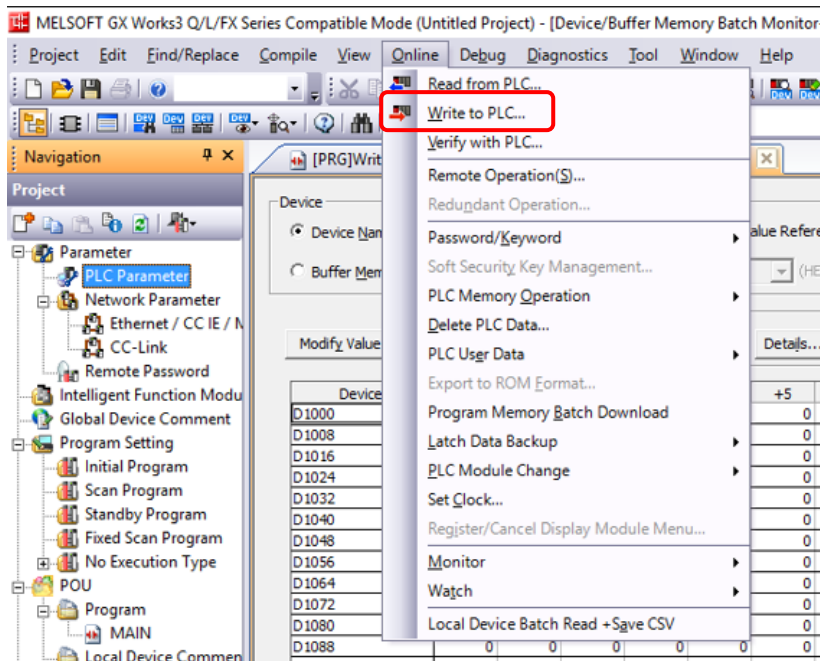 MELSOFT GX Works3 Q/L/FX Series Compatible Mode (Untitled Project) - [Device/Buffer Memory Batch Monitor-
Project Edit Find/Replace Compile View Online Debug Diagnostics Tool Window Help
Read from PLC...
Write to PLC...
Verify with PLC...
Remote Operation(S)...
Redundant Operation...
Password/Keyword
Soft Security Key Management...
PLC Memory Operation
Delete PLC Data...
PLC User Data
Export to ROM Format...
Program Memory Batch Download
Latch Data Backup
PLC Module Change
Set Clock...
Register/Cancel Display Module Menu...
Monitor
Watch
Local Device Batch Read +Save CSV
Navigation
Project
Parameter
PLC Parameter
Network Parameter
Ethernet / CC IE / 
CC-Link
Remote Password
Intelligent Function Modu
Global Device Comment
Program Setting
Initial Program
Scan Program
Standby Program
Fixed Scan Program
No Execution Type
POU
Program
MAIN
Local Device Commen
[PRG]Writ
Device
Device Nam
Buffer Mem
alue Refere
(HE
Modify Value
Details...
Device +5
D1000 0
D1008 0
D1016 0
D1024 0
D1032 0
D1040 0
D1048 0
D1056 0
D1064 0
D1072 0
D1080 0
D1088 0 0 0 0 0 0